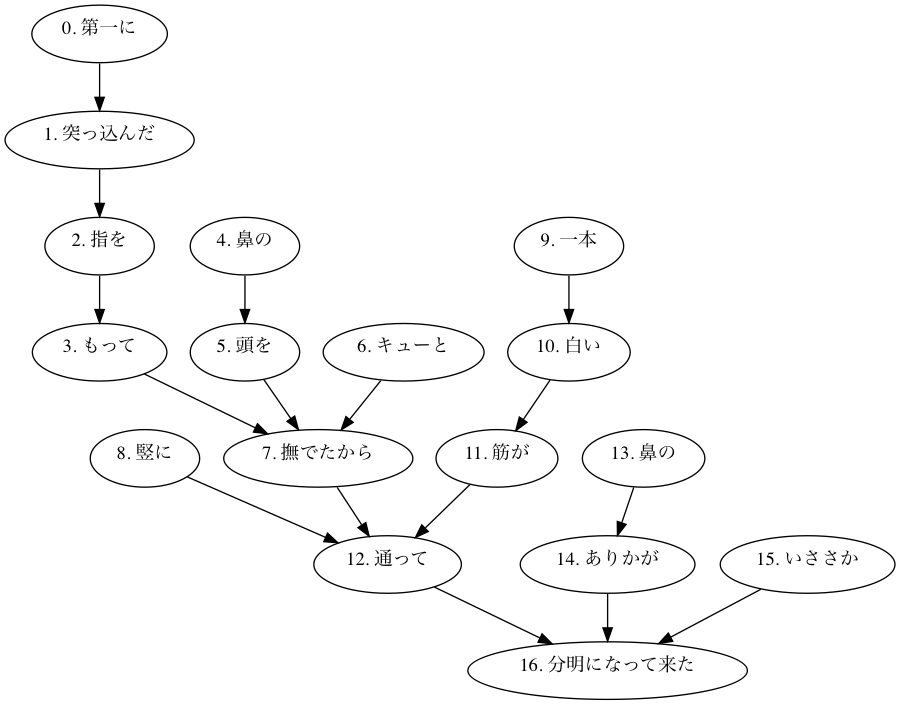 0. 第一に
1. 突っ込んだ
2. 指を
4. 鼻の
9. 一本
3. もって
5. 頭を
6. キューと
10. 白い
8. 竪に
7. 撫でたから
11. 筋が
13. 鼻の
12. 通って
14. ありかが
15. いささか
16. 分明になって来た